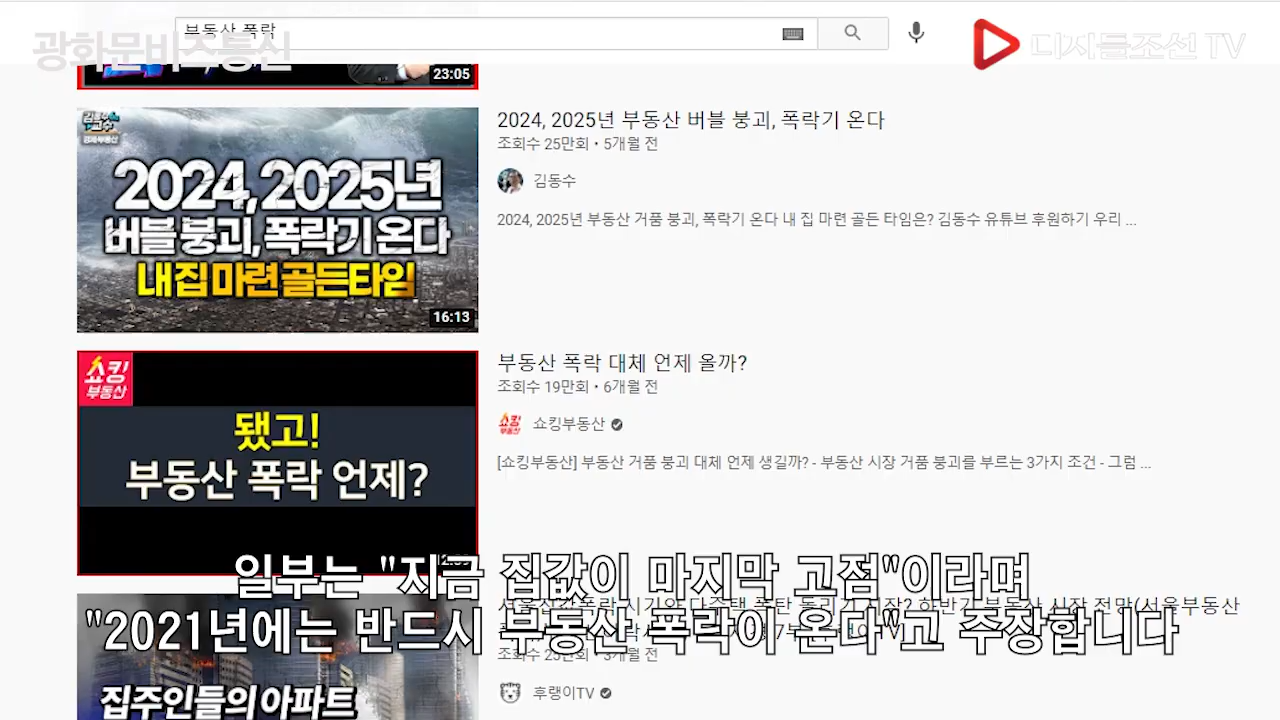 부동산 폭락
광화문비즈통신
디지틀조선TV
23:05
김동수
교수
경제부동산
2024, 2025년
버블 붕괴, 폭락기 온다
내 집 마련 골든타임
16:13
2024, 2025년 부동산 버블 붕괴, 폭락기 온다
조회수 25만회 • 5개월 전
김동수
2024, 2025년 부동산 거품 붕괴, 폭락기 온다 내 집 마련 골든 타임은? 김동수 유튜브 후원하기 우리 ...
쇼킹
부동산
됐고!
부동산 폭락 언제?
부동산 폭락 대체 언제 올까?
조회수 19만회 • 6개월 전
쇼킹부동산
[쇼킹부동산] 부동산 거품 붕괴 대체 언제 생길까? - 부동산 시장 거품 붕괴를 부르는 3가지 조건 - 그럼 ...
일부는 "지금 집값이 마지막 고점"이라며
"2021년에는 반드시 부동산 폭락이 온다"고 주장합니다
조회수 25만회 • 3개월 전
후랭이TV
집주인들의 아파트